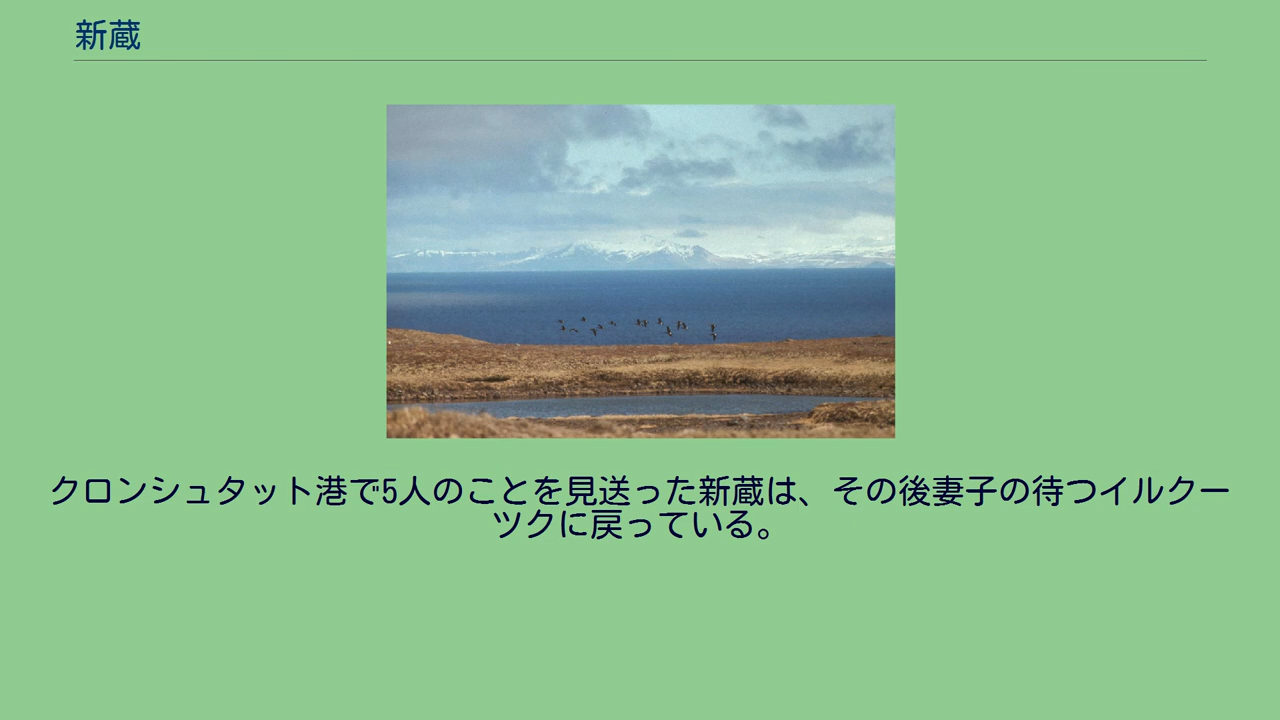 新蔵
クロンシュタット港で5人のことを見送った新蔵は、その後妻子の待つイルクー
ツクに戻っている。